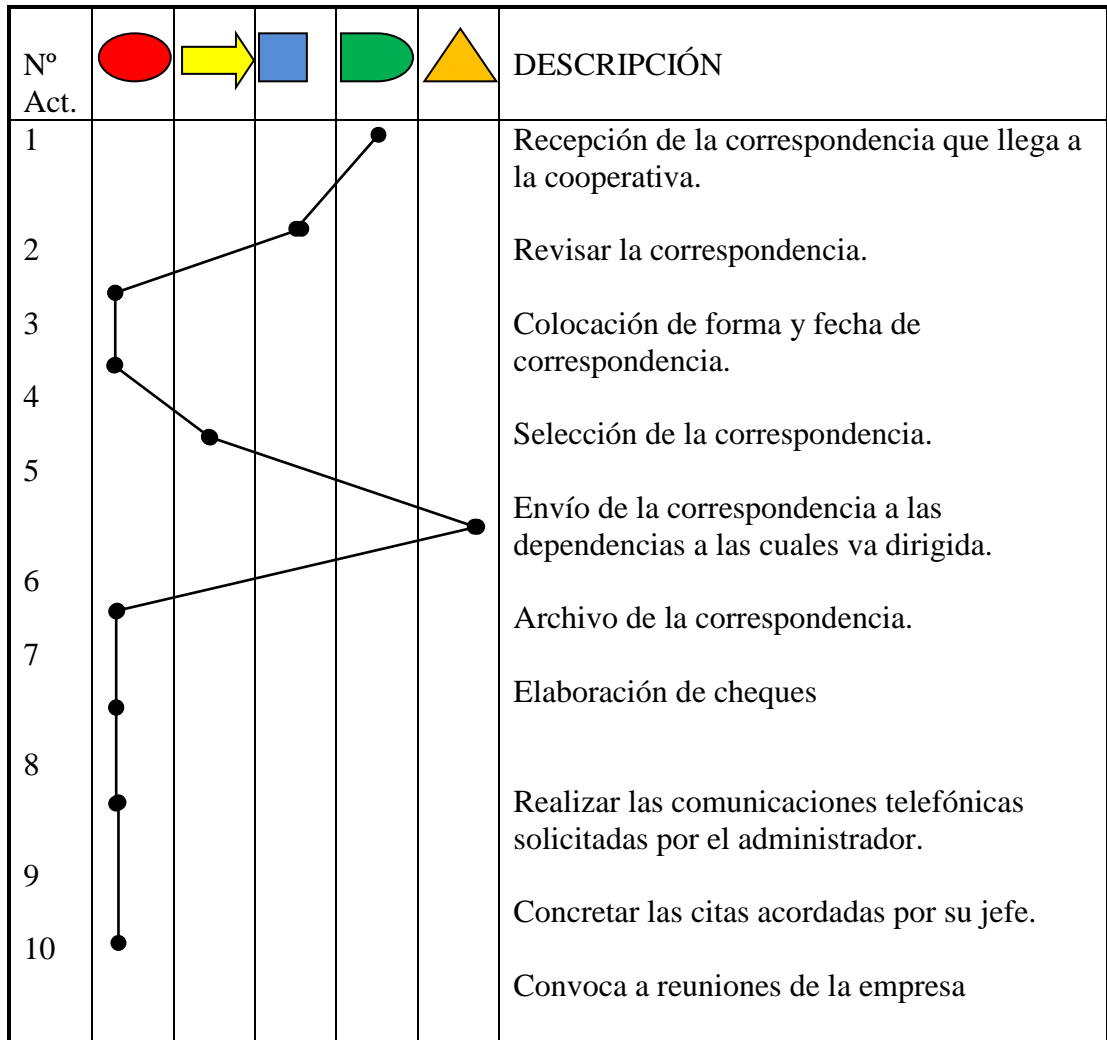 Nº
Act.
DESCRIPCIÓN
1
Recepción de la correspondencia que llega a
la cooperativa.
2
Revisar la correspondencia.
3
Colocación de forma y fecha de
correspondencia.
4
Selección de la correspondencia.
5
Envío de la correspondencia a las
dependencias a las cuales va dirigida.
6
Archivo de la correspondencia.
7
Elaboración de cheques
8
Realizar las comunicaciones telefónicas
solicitadas por el administrador.
9
Concretar las citas acordadas por su jefe.
10
Convoca a reuniones de la empresa